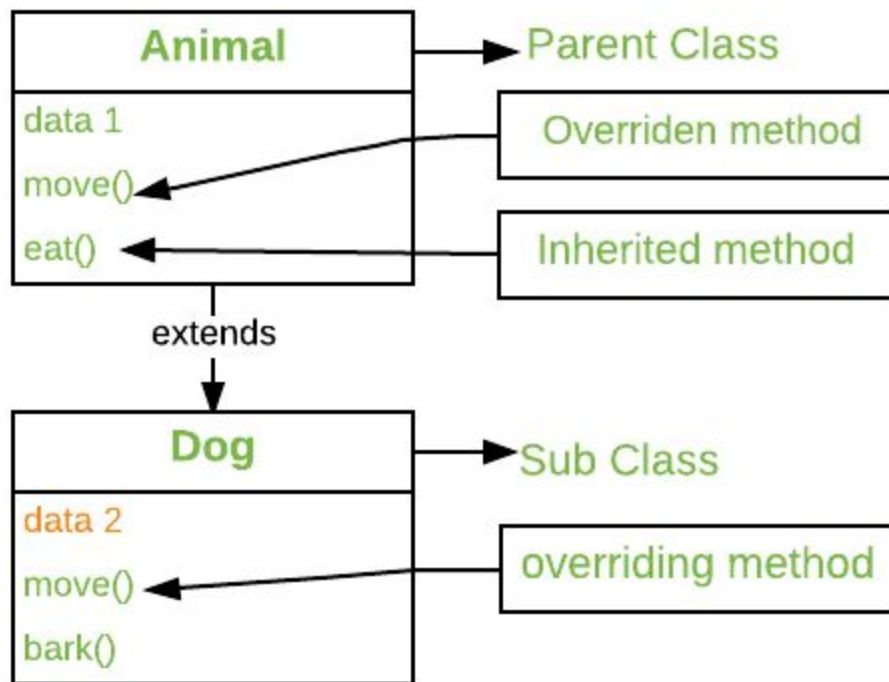 Animal
Parent Class
data 1
Overriden method
move()
eat()
Inherited method
extends
Dog
Sub Class
data 2
move()
overriding method
bark()